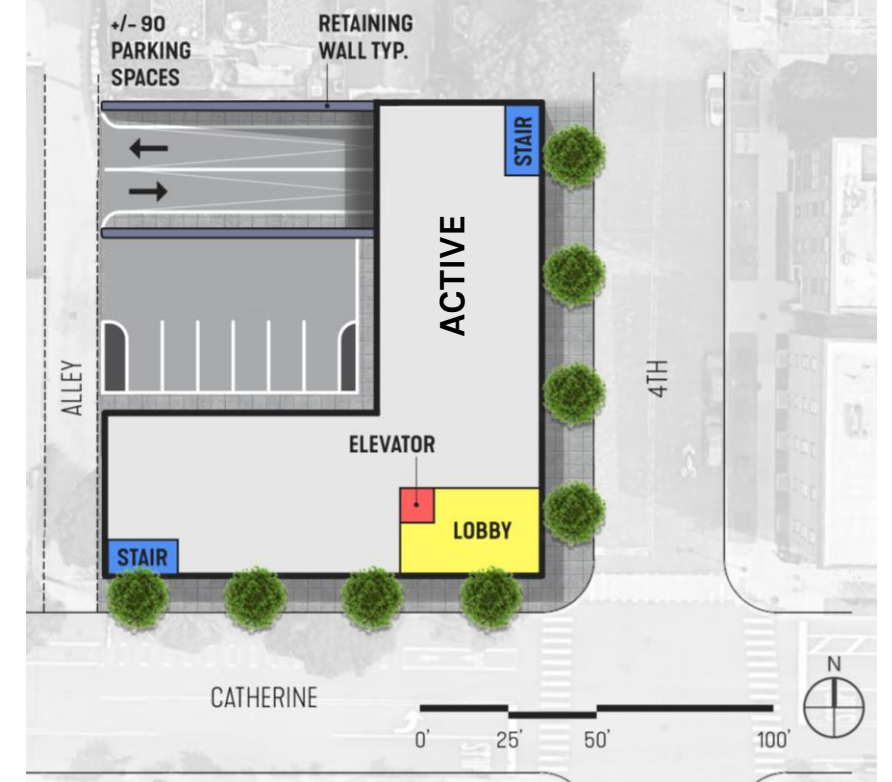 +/- 90
PARKING
SPACES
RETAINING
WALL TYP.
STAIR
ACTIVE
ALLEY
4TH
ELEVATOR
LOBBY
STAIR
CATHERINE
N
0'
25'
50'
100'